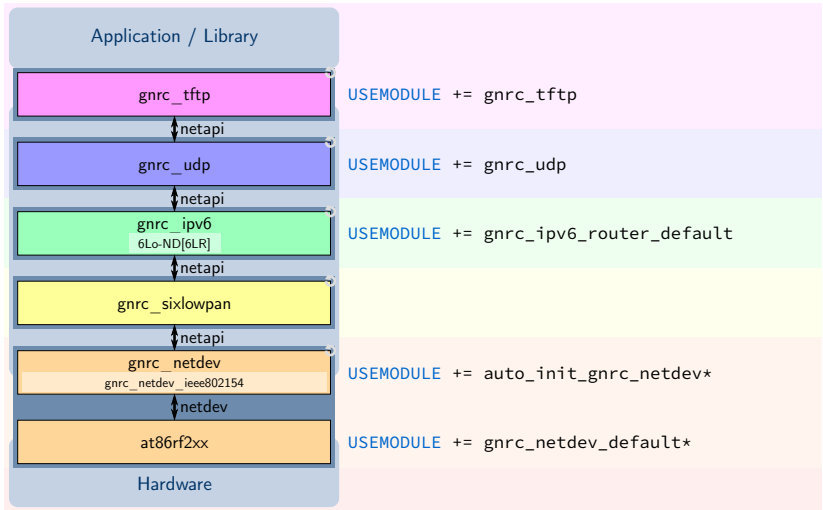 Application / Library
gnrc_tftp
USEMODULE += gnrc_tftp
netapi
gnrc_udp
USEMODULE += gnrc_udp
netapi
gnrc_ipv6
6Lo-ND[6LR]
USEMODULE += gnrc_ipv6_router_default
netapi
gnrc_sixlowpan
netapi
gnrc_netdev
gnrc_netdev_ieee802154
USEMODULE += auto_init_gnrc_netdev*
netdev
at86rf2xx
USEMODULE += gnrc_netdev_default*
Hardware